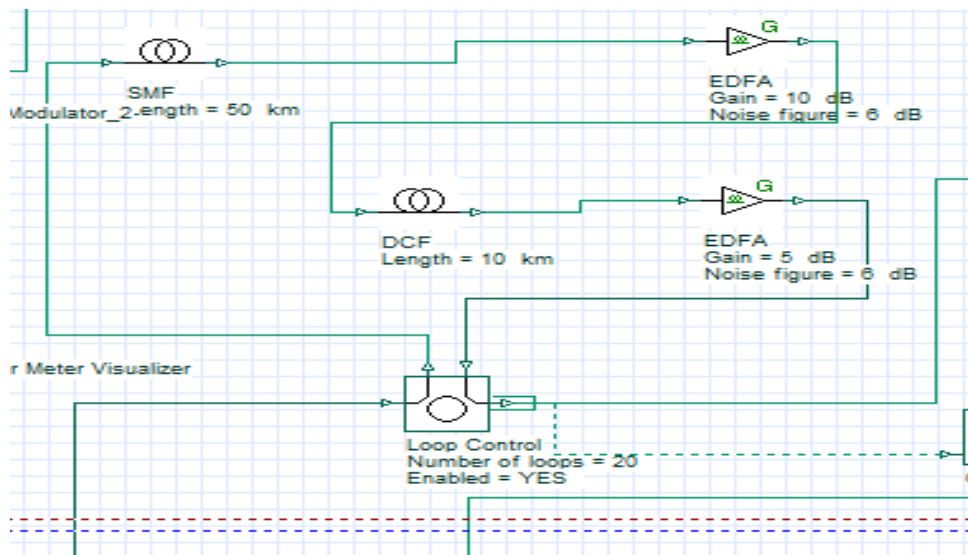 G
SMF
Modulator_2
Length = 50 km
EDFA
Gain = 10 dB
Noise figure = 6 dB
G
DCF
Length = 10 km
EDFA
Gain = 5 dB
Noise figure = 6 dB
r Meter Visualizer
Loop Control
Number of loops = 20
Enabled = YES